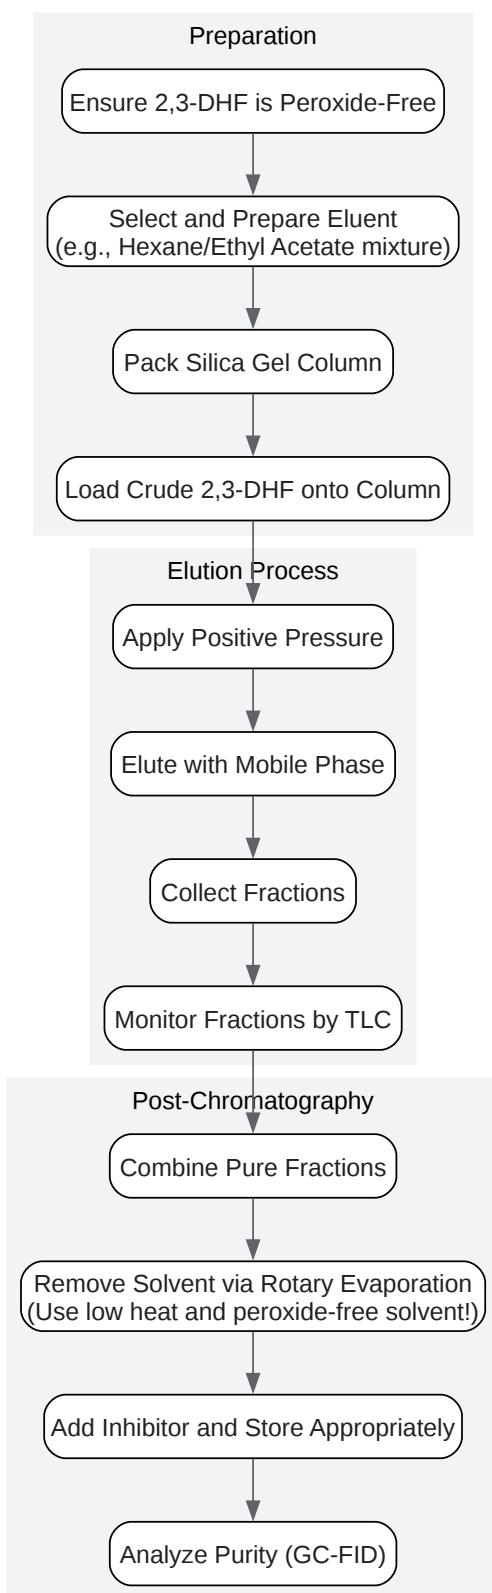 Preparation
Ensure 2,3-DHF is Peroxide-Free
Select and Prepare Eluent
(e.g., Hexane/Ethyl Acetate mixture)
Pack Silica Gel Column
Load Crude 2,3-DHF onto Column
Elution Process
Apply Positive Pressure
Elute with Mobile Phase
Collect Fractions
Monitor Fractions by TLC
Post-Chromatography
Combine Pure Fractions
Remove Solvent via Rotary Evaporation
(Use low heat and peroxide-free solvent!)
Add Inhibitor and Store Appropriately
Analyze Purity (GC-FID)